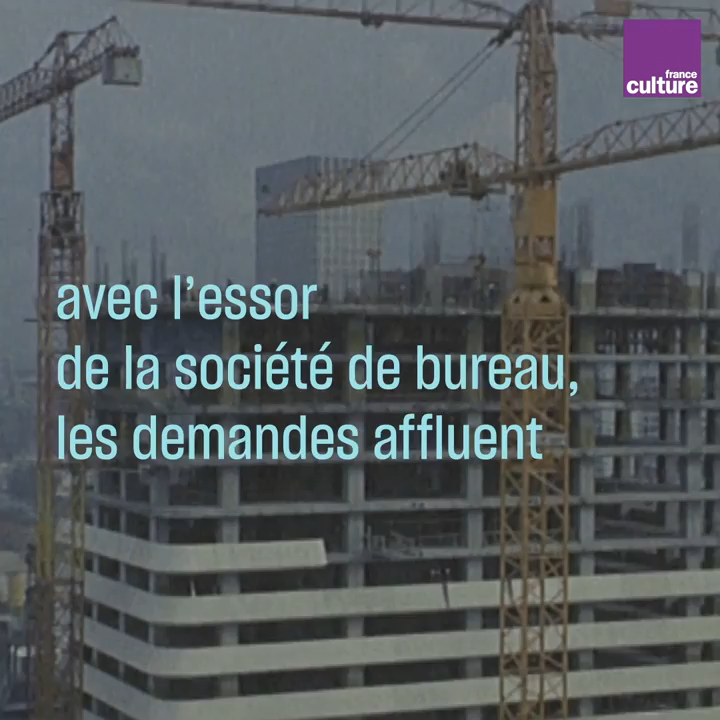 france
culture
avec l’essor
de la société de bureau,
les demandes affluent